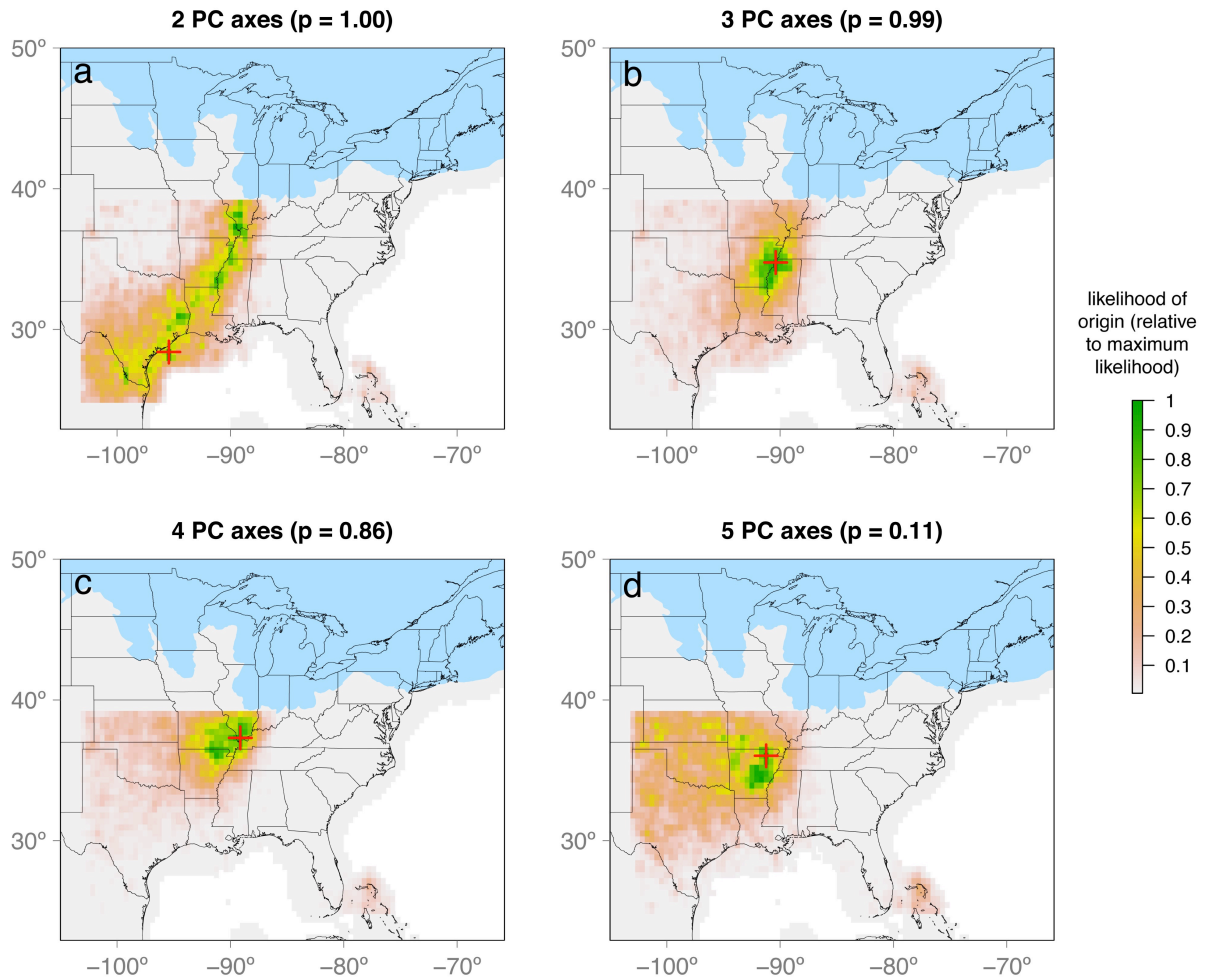 2 PC axes (p = 1.00)
3 PC axes (p = 0.99)
a
b
50º
40º
30º
50º
40º
30º
−100º −90º −80º −70º
−100º −90º −80º −70º
likelihood of
origin (relative
to maximum
likelihood)
1
0.9
0.8
0.7
0.6
0.5
0.4
0.3
0.2
0.1
4 PC axes (p = 0.86)
5 PC axes (p = 0.11)
c
d
50º
40º
30º
50º
40º
30º
−100º −90º −80º −70º
−100º −90º −80º −70º